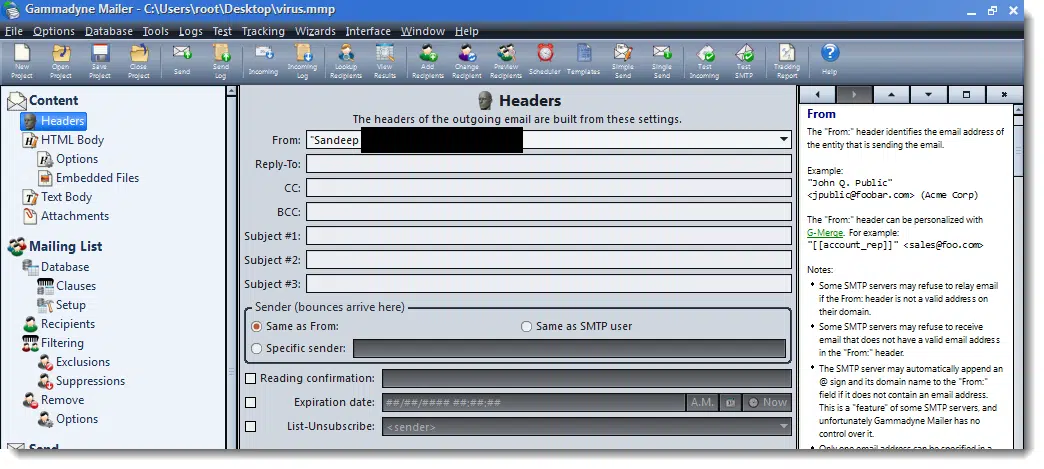 Gammadyne Mailer - C:\Users\root\Desktop\virus.mmp
File Options Database Tools Logs Test Tracking Wizards Interface Window Help
New Project
Open Project
Save Project
Close Project
Send
Send Log
Incoming
Incoming Log
Lookup Recipients
View Results
Add Recipients
Change Recipient
Preview Recipients
Scheduler
Templates
Simple Send
Single Send
Test Incoming
Test SMTP
Tracking Report
Help
Content
Headers
HTML Body
Options
Embedded Files
Text Body
Attachments
Mailing List
Database
Clauses
Setup
Recipients
Filtering
Exclusions
Suppressions
Remove
Options
Send
Headers
The headers of the outgoing email are built from these settings.
From: "Sandeep
Reply-To:
CC:
BCC:
Subject #1:
Subject #2:
Subject #3:
Sender (bounces arrive here)
Same as From: Same as SMTP user
Specific sender:
Reading confirmation:
Expiration date: ##/##/#### ##:##:## A.M. Now
List-Unsubscribe: <sender>
From
The "From:" header identifies the email address of
the entity that is sending the email.
Example:
"John Q. Public"
<jpublic@foobar.com> (Acme Corp)
The "From:" header can be personalized with
G-Merge. For example:
"[[account_rep]]" <sales@foo.com>
Notes:
Some SMTP servers may refuse to relay email
if the From: header is not a valid address on
their domain.
Some SMTP servers may refuse to receive
email that does not have a valid email address
in the "From:" header.
The SMTP server may automatically append an
@ sign and its domain name to the "From:"
field if it does not contain an email address.
This is a "feature" of some SMTP servers, and
unfortunately Gammadyne Mailer has no
control over it.
Only one email address can be specified in a